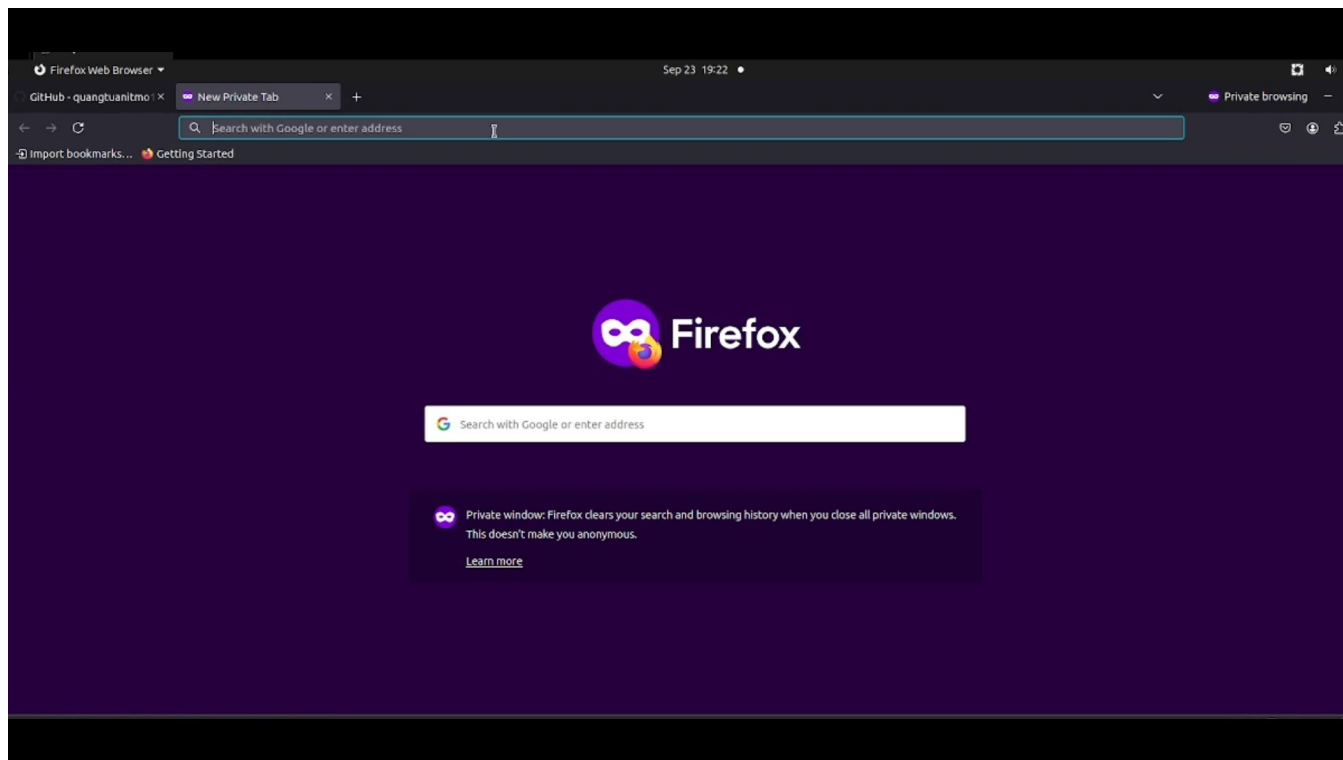 Firefox Web Browser
Sep 23 19:22
GitHub - quangtuanitmo1
New Private Tab
Private browsing
Search with Google or enter address
Import bookmarks...
Getting Started
Firefox
Search with Google or enter address
Private window: Firefox clears your search and browsing history when you close all private windows.
This doesn't make you anonymous.
Learn more